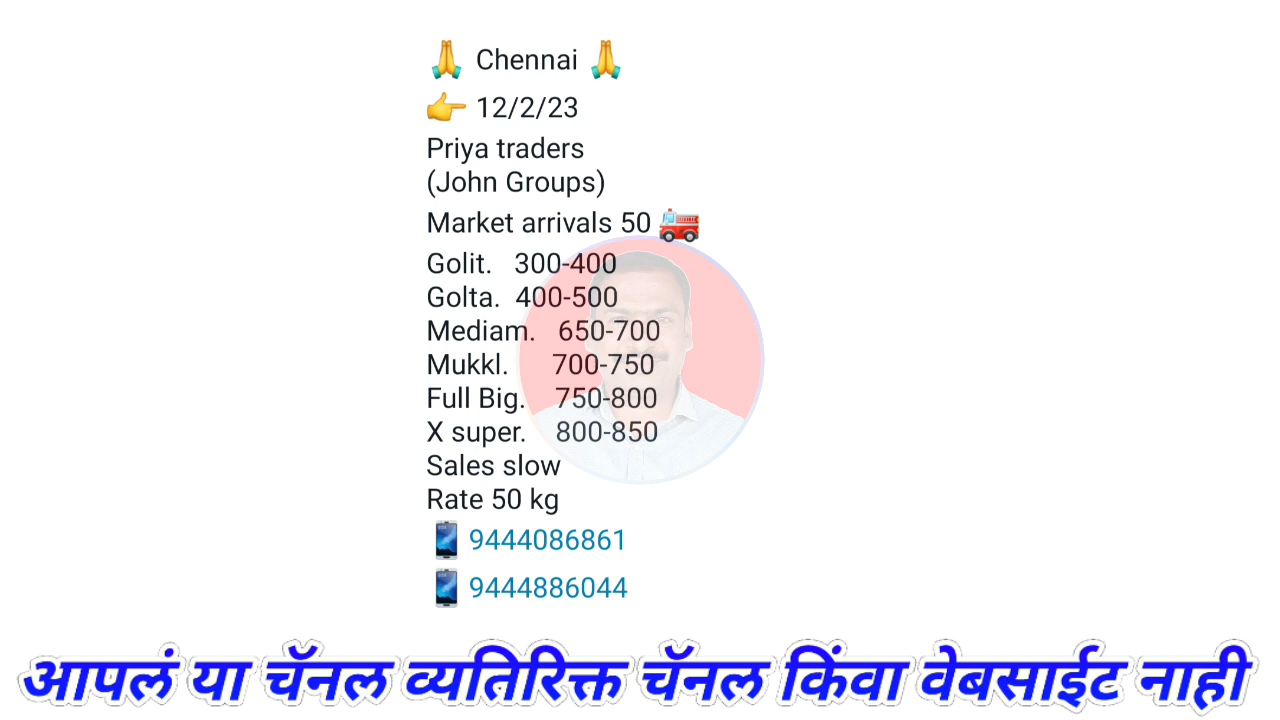 🙏 Chennai 🙏
👉 12/2/23
Priya traders
(John Groups)
Market arrivals 50 🚒
Golit. 300-400
Golta. 400-500
Mediam. 650-700
Mukkl. 700-750
Full Big. 750-800
X super. 800-850
Sales slow
Rate 50 kg
📱 9444086861
📱 9444886044
आपलं या चॅनल व्यतिरिक्त चॅनल किंवा वेबसाईट नाही